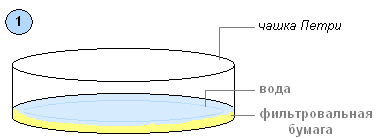 1
чашка Петри
вода
фильтровальная
бумага